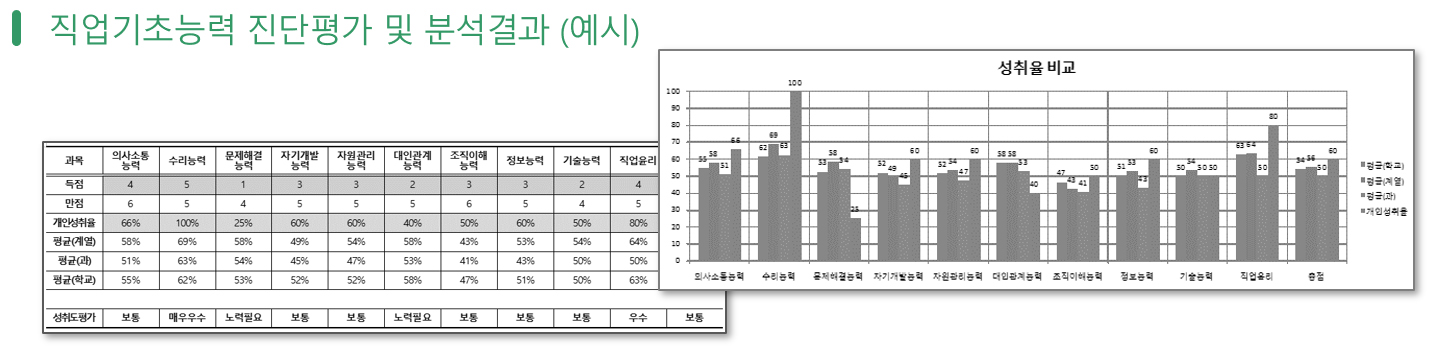 직업기초능력 진단평가 및 분석결과 (예시)
과목 의사소통능력 수리능력 문제해결능력 자기개발능력 자원관리능력 대인관계능력 조직이해능력 정보능력 기술능력 직업윤리
득점 4 5 1 3 3 2 3 3 2 4
만점 6 5 4 5 5 5 6 5 4 5
개인성취율 66% 100% 25% 60% 60% 40% 50% 60% 50% 80%
평균(계열) 58% 69% 58% 49% 54% 58% 43% 53% 54% 64%
평균(과) 51% 63% 54% 45% 47% 53% 41% 43% 50% 50%
평균(학교) 55% 62% 53% 52% 52% 58% 47% 51% 50% 63%
성취도평가 보통 매우우수 노력필요 보통 보통 노력필요 보통 보통 보통 우수 보통
성취율 비교
100
90
80
70
60
50
40
30
20
10
0
55 58 51 66
62 69 63 100
53 58 54 25
52 49 45 60
52 54 47 60
58 58 53 40
47 43 41 50
51 53 43 60
50 54 50 50
63 64 50 80
54 56 50 60
의사소통능력 수리능력 문제해결능력 자기개발능력 자원관리능력 대인관계능력 조직이해능력 정보능력 기술능력 직업윤리 총점
평균(학교)
평균(계열)
평균(과)
개인성취율